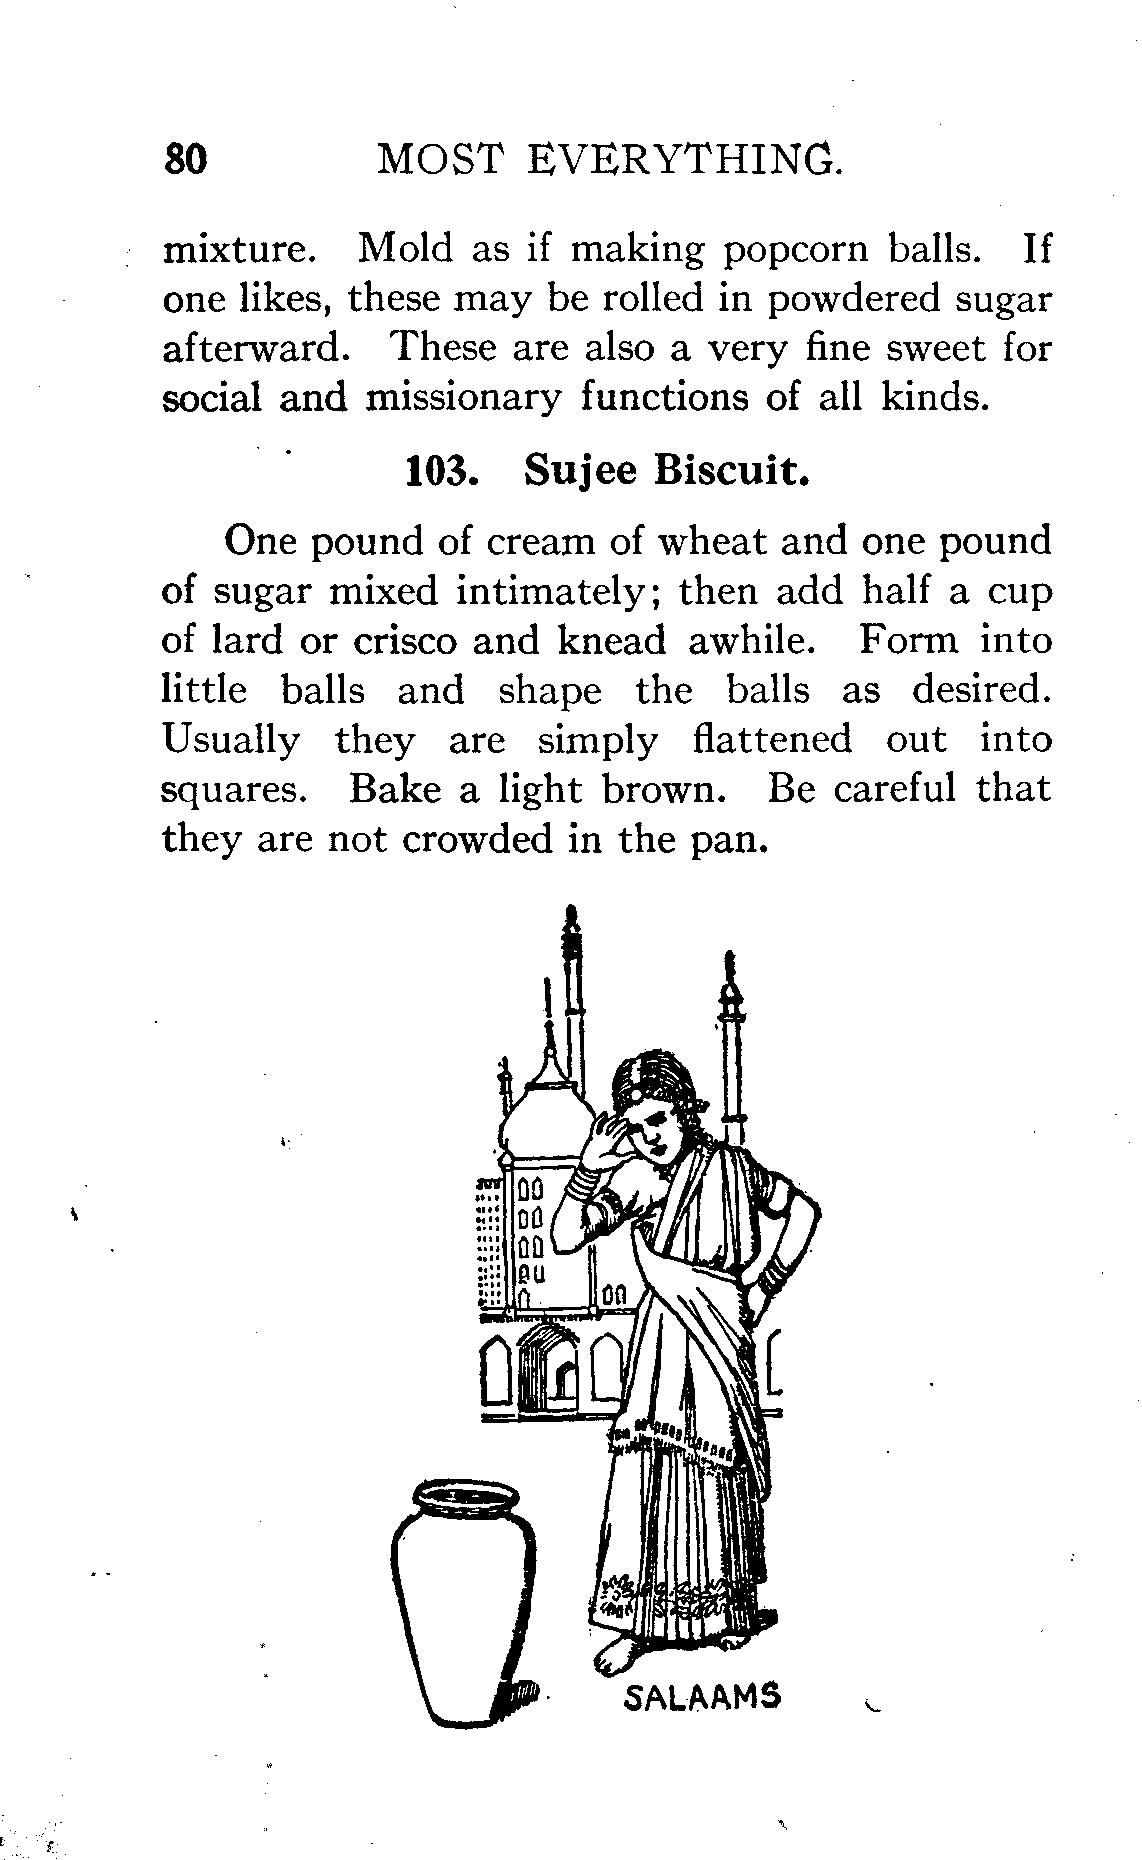 80 MOST EVERYTHING.
mixture. Mold as if making popcorn balls. If
one likes, these may be rolled in powdered sugar
afterward. These are also a very fine sweet for
social and missionary functions of all kinds.
103. Sujee Biscuit.
One pound of cream of wheat and one pound
of sugar mixed intimately; then add half a cup
of lard or crisco and knead awhile. Form into
little balls and shape the balls as desired.
Usually they are simply flattened out into
squares. Bake a light brown. Be careful that
they are not crowded in the pan.
SALAAMS